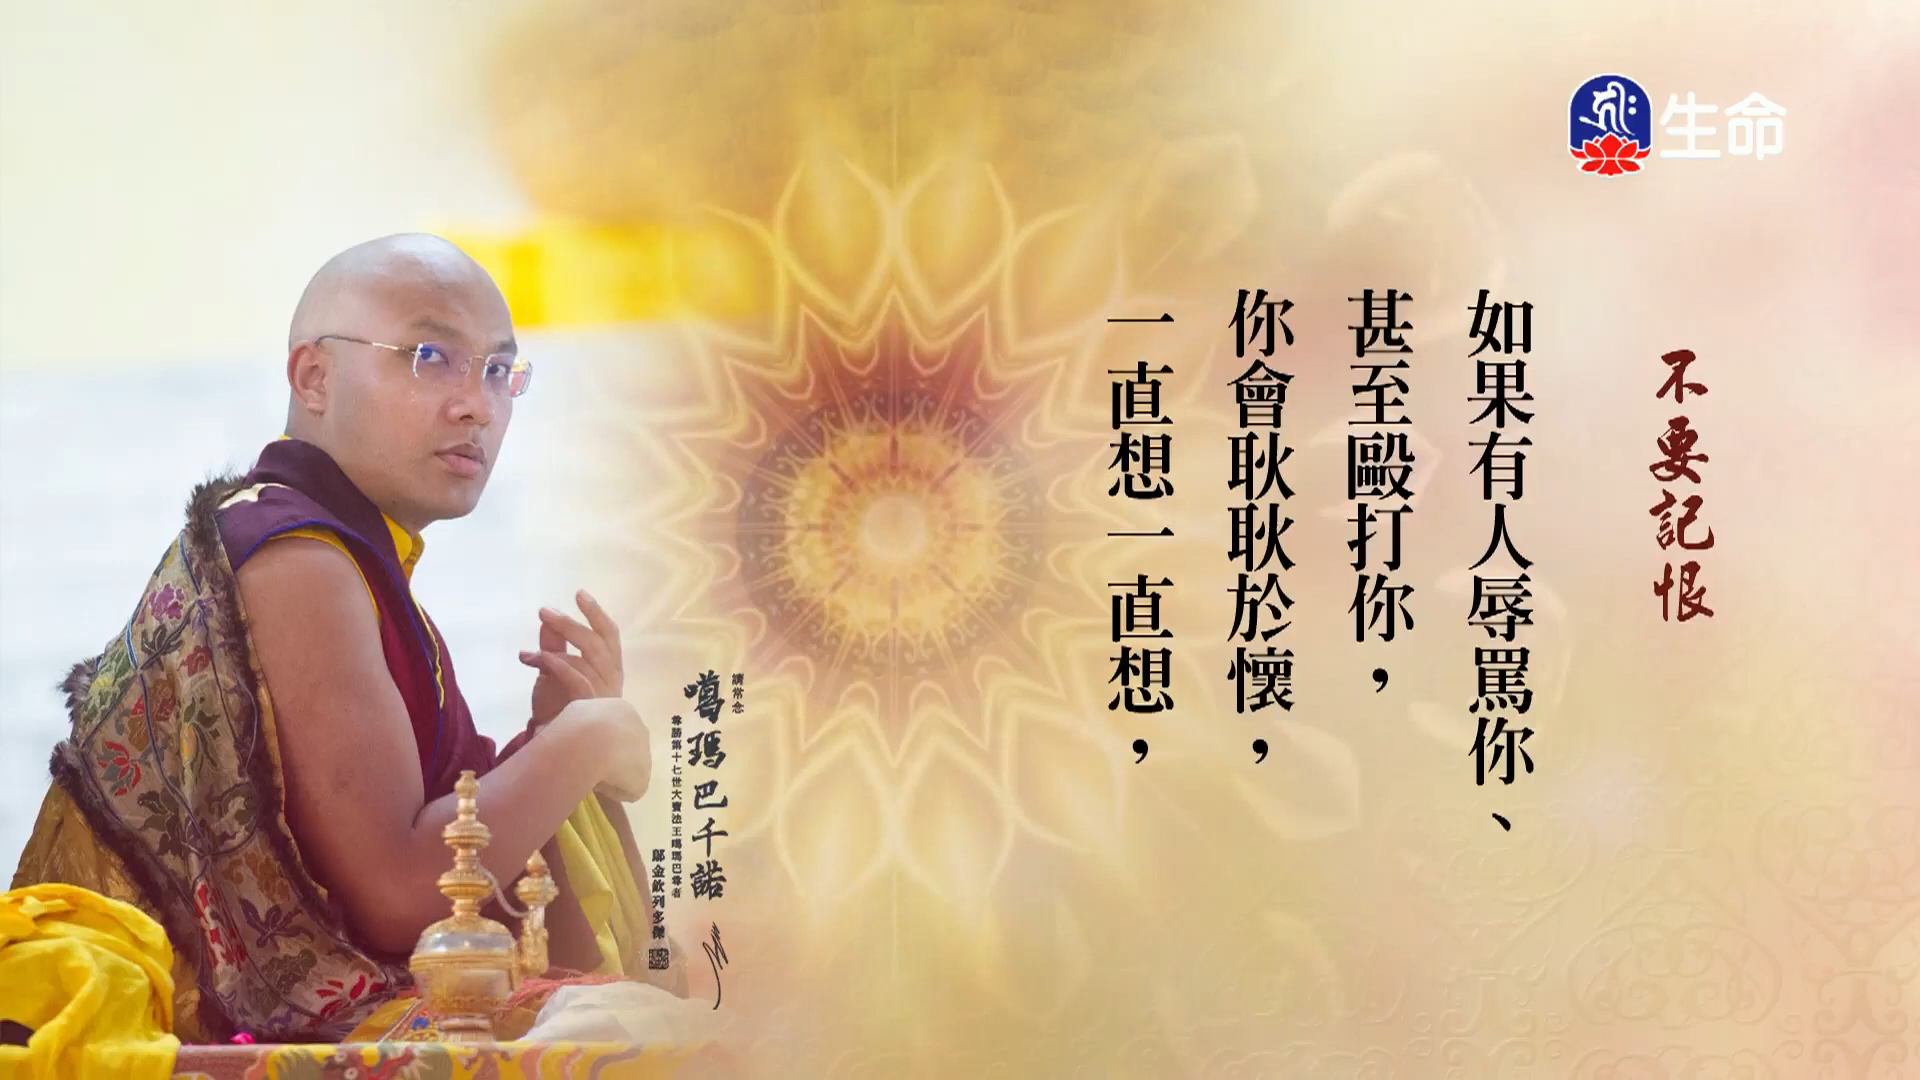 生命
不要記恨
如果有人辱罵你、
甚至毆打你，
你會耿耿於懷，
一直想一直想，
請常念
噶瑪巴千諾
尊勝第十七世大寶法王噶瑪巴尊者
鄔金欽列多傑